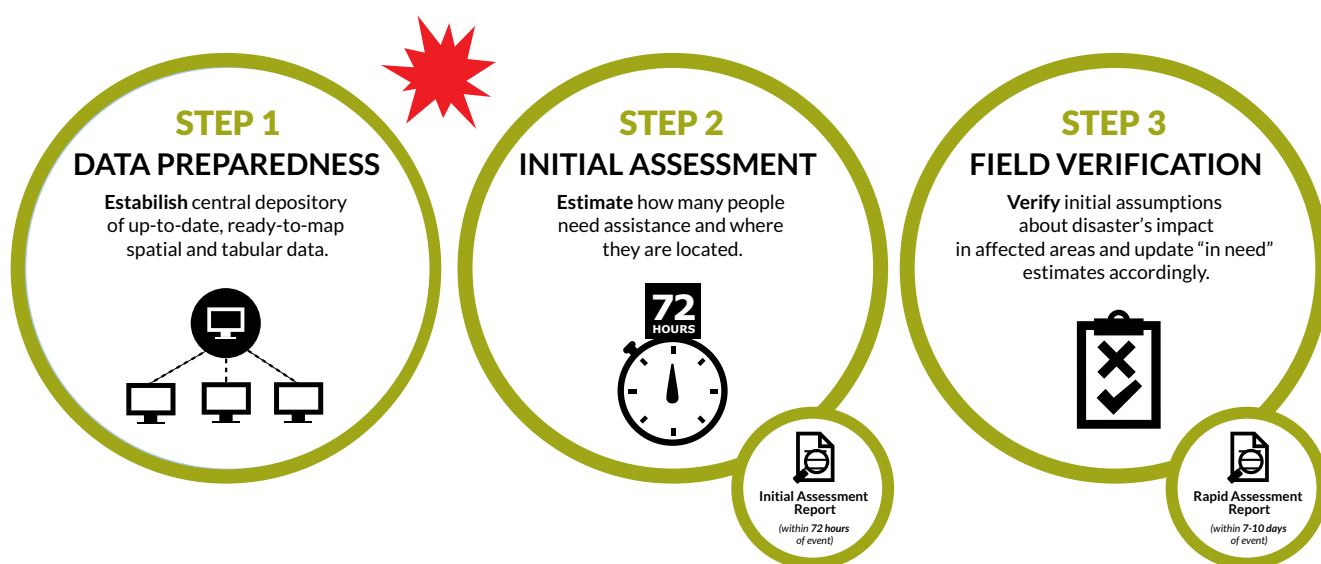 STEP 1
DATA PREPAREDNESS
Estabilish central depository
of up-to-date, ready-to-map
spatial and tabular data.
STEP 2
INITIAL ASSESSMENT
Estimate how many people
need assistance and where
they are located.
72
HOURS
Initial Assessment
Report
(within 72 hours
of event)
STEP 3
FIELD VERIFICATION
Verify initial assumptions
about disaster’s impact
in affected areas and update “in need”
estimates accordingly.
Rapid Assessment
Report
(within 7-10 days
of event)